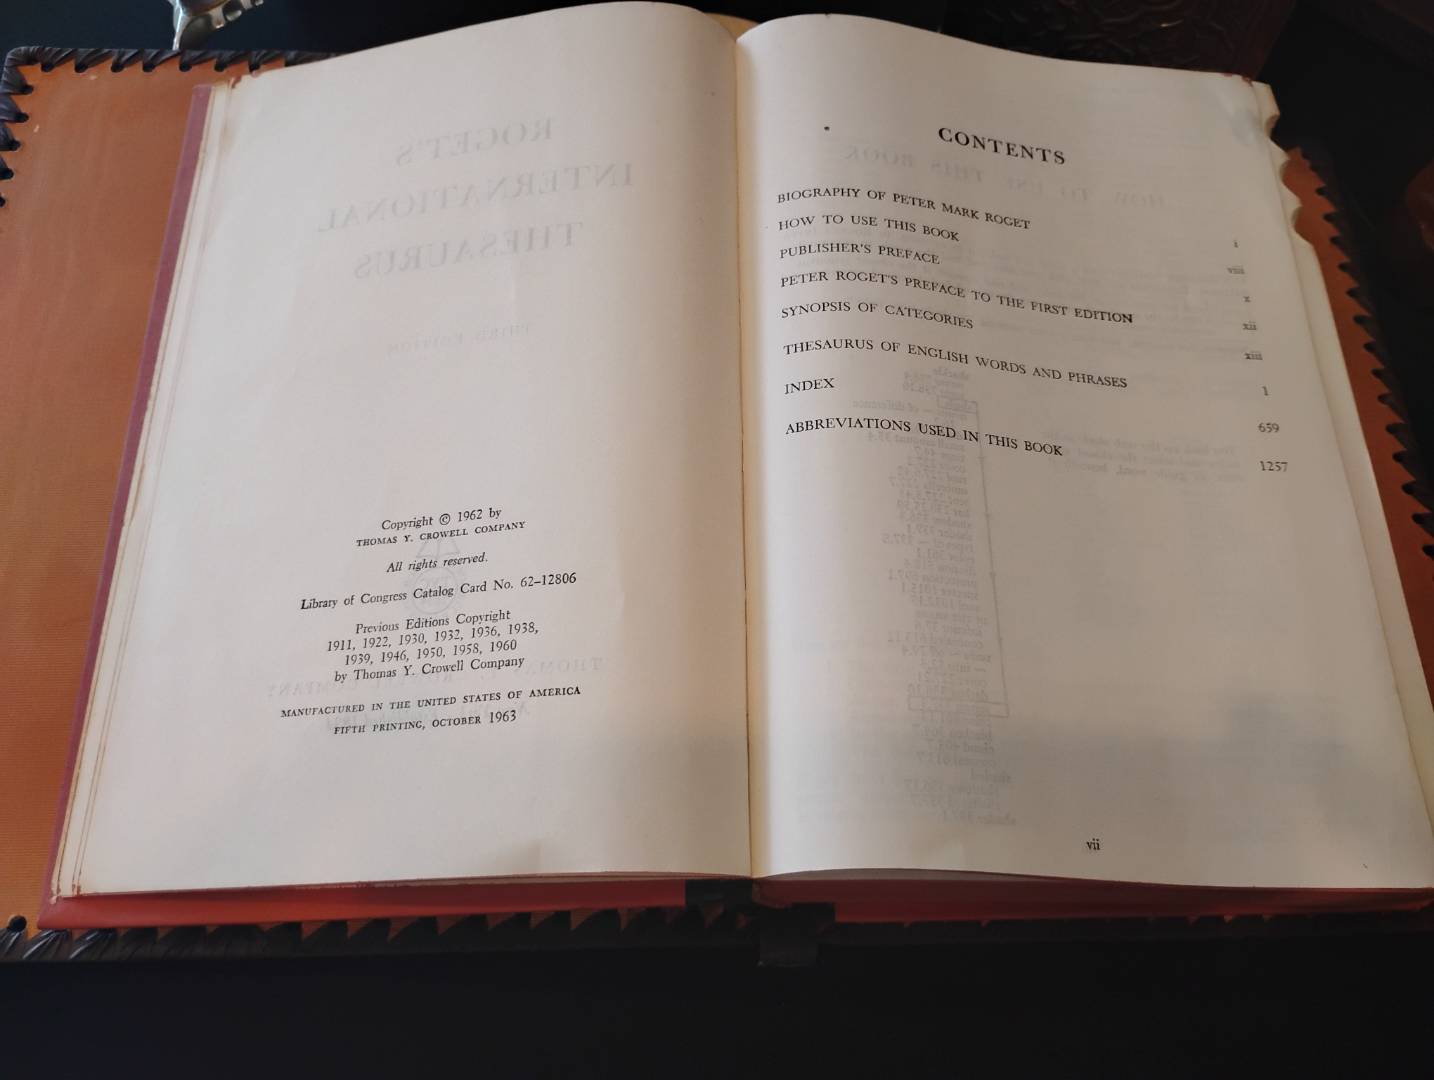 Copyright © 1962 by
THOMAS Y. CROWELL COMPANY
All rights reserved.
Library of Congress Catalog Card No. 62–12806
Previous Editions Copyright
1911, 1922, 1930, 1932, 1936, 1938,
1939, 1946, 1950, 1958, 1960
by Thomas Y. Crowell Company
MANUFACTURED IN THE UNITED STATES OF AMERICA
FIFTH PRINTING, OCTOBER 1963
CONTENTS
BIOGRAPHY OF PETER MARK ROGET i
HOW TO USE THIS BOOK viii
PUBLISHER'S PREFACE x
PETER ROGET'S PREFACE TO THE FIRST EDITION xii
SYNOPSIS OF CATEGORIES xiii
THESAURUS OF ENGLISH WORDS AND PHRASES 1
INDEX 659
ABBREVIATIONS USED IN THIS BOOK 1257
vii